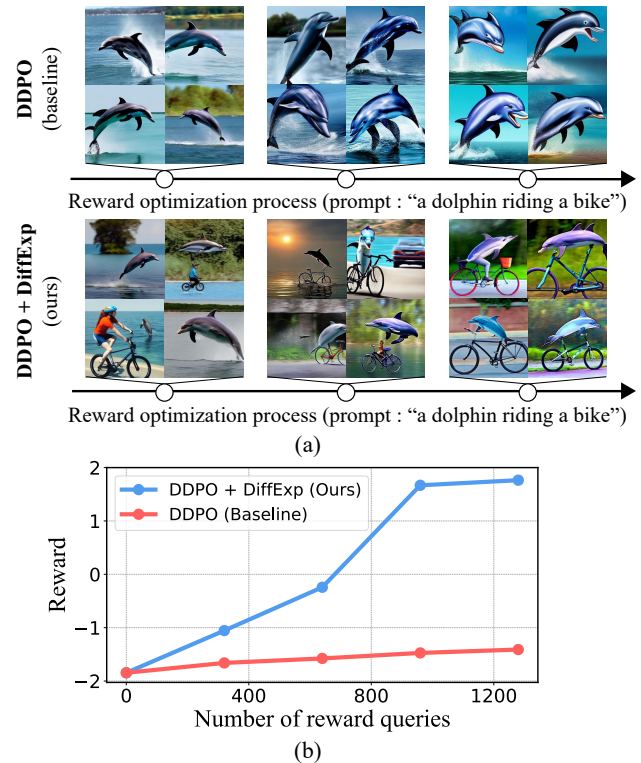 DDPO
(baseline)
Reward optimization process (prompt : “a dolphin riding a bike”)
DDPO + DiffExp
(ours)
Reward optimization process (prompt : “a dolphin riding a bike”)
(a)
2
1
0
−1
−2
Reward
DDPO + DiffExp (Ours)
DDPO (Baseline)
0
400
800
1200
Number of reward queries
(b)